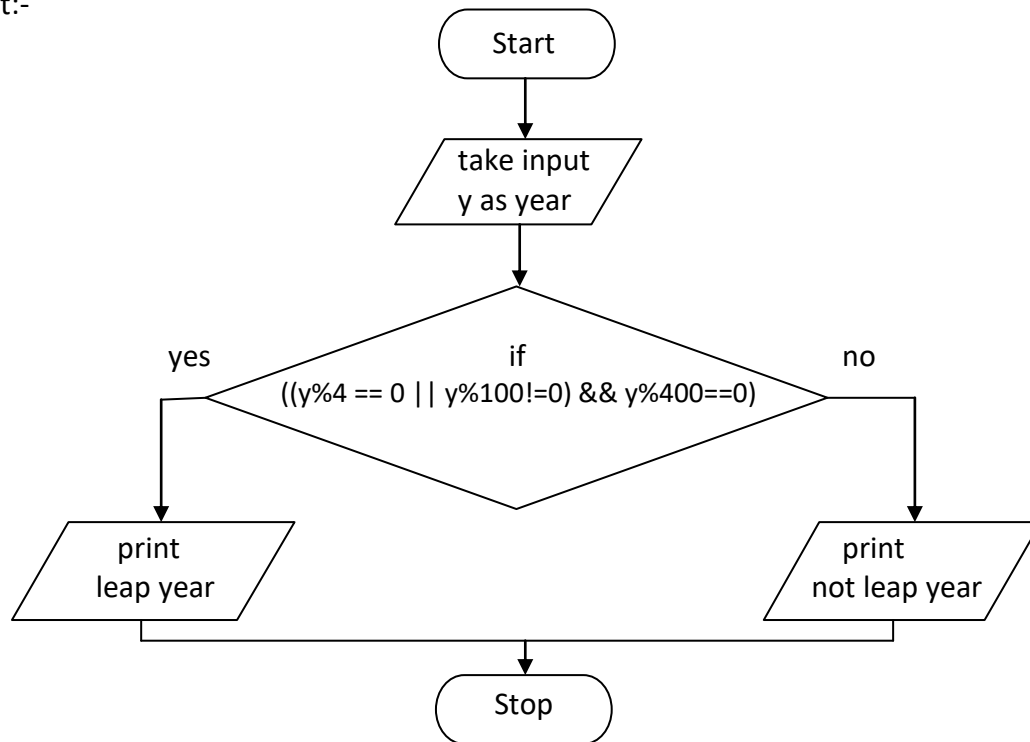 t:-
Start
take input
y as year
yes
if
no
((y%4 == 0 || y%100!=0) && y%400==0)
print
leap year
print
not leap year
Stop